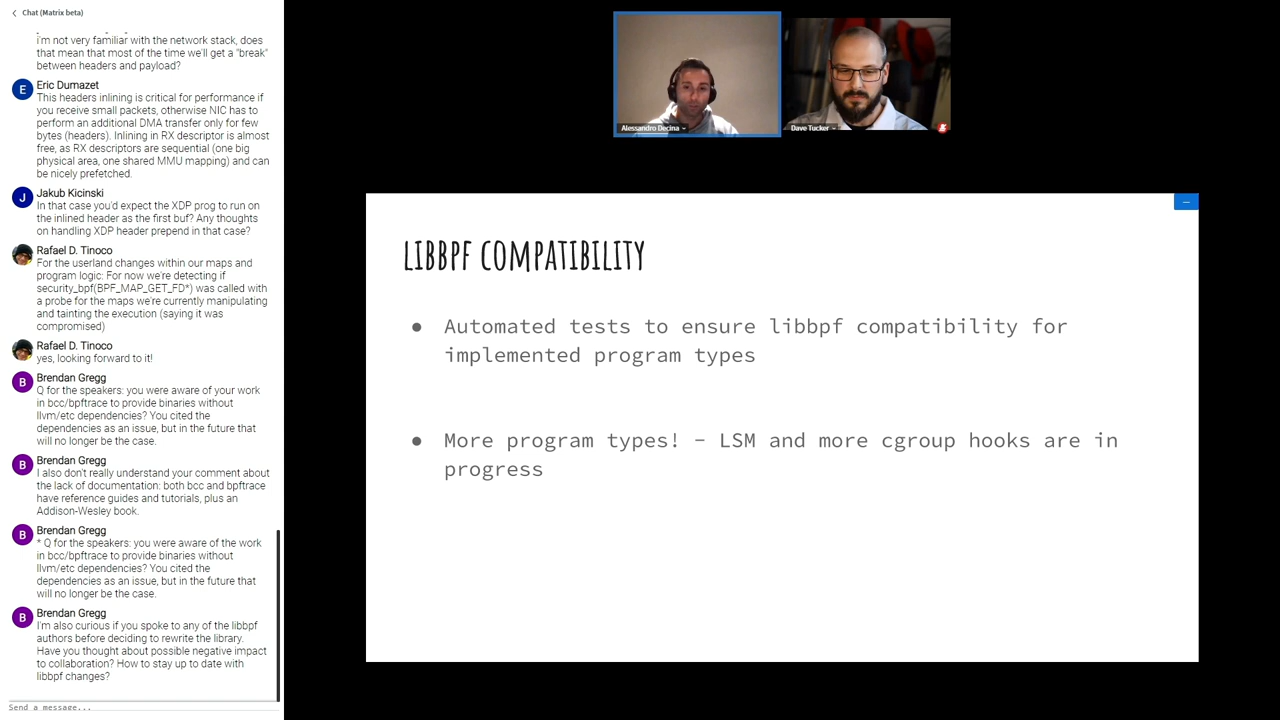 Chat (Matrix beta)
i'm not very familiar with the network stack, does
that mean that most of the time we'll get a "break"
between headers and payload?
E
Eric Dumazet
This headers inlining is critical for performance if
you receive small packets, otherwise NIC has to
perform an additional DMA transfer only for few
bytes (headers). Inlining in RX descriptor is almost
free, as RX descriptors are sequential (one big
physical area, one shared MMU mapping) and can
be nicely prefetched.
J
Jakub Kicinski
In that case you'd expect the XDP prog to run on
the inlined header as the first buf? Any thoughts
on handling XDP header prepend in that case?
Rafael D. Tinoco
For the userland changes within our maps and
program logic: For now we're detecting if
security_bpf(BPF_MAP_GET_FD*) was called with
a probe for the maps we're currently manipulating
and tainting the execution (saying it was
compromised)
Rafael D. Tinoco
yes, looking forward to it!
B
Brendan Gregg
Q for the speakers: you were aware of your work
in bcc/bpftrace to provide binaries without
llvm/etc dependencies? You cited the
dependencies as an issue, but in the future that
will no longer be the case.
B
Brendan Gregg
I also don't really understand your comment about
the lack of documentation: both bcc and bpftrace
have reference guides and tutorials, plus an
Addison-Wesley book.
B
Brendan Gregg
* Q for the speakers: you were aware of the work
in bcc/bpftrace to provide binaries without
llvm/etc dependencies? You cited the
dependencies as an issue, but in the future that
will no longer be the case.
B
Brendan Gregg
I'm also curious if you spoke to any of the libbpf
authors before deciding to rewrite the library.
Have you thought about possible negative impact
to collaboration? How to stay up to date with
libbpf changes?
Send a message...
Alessandro Decina
Dave Tucker
LIBBPF COMPATIBILITY
● Automated tests to ensure libbpf compatibility for
implemented program types
● More program types! - LSM and more cgroup hooks are in
progress